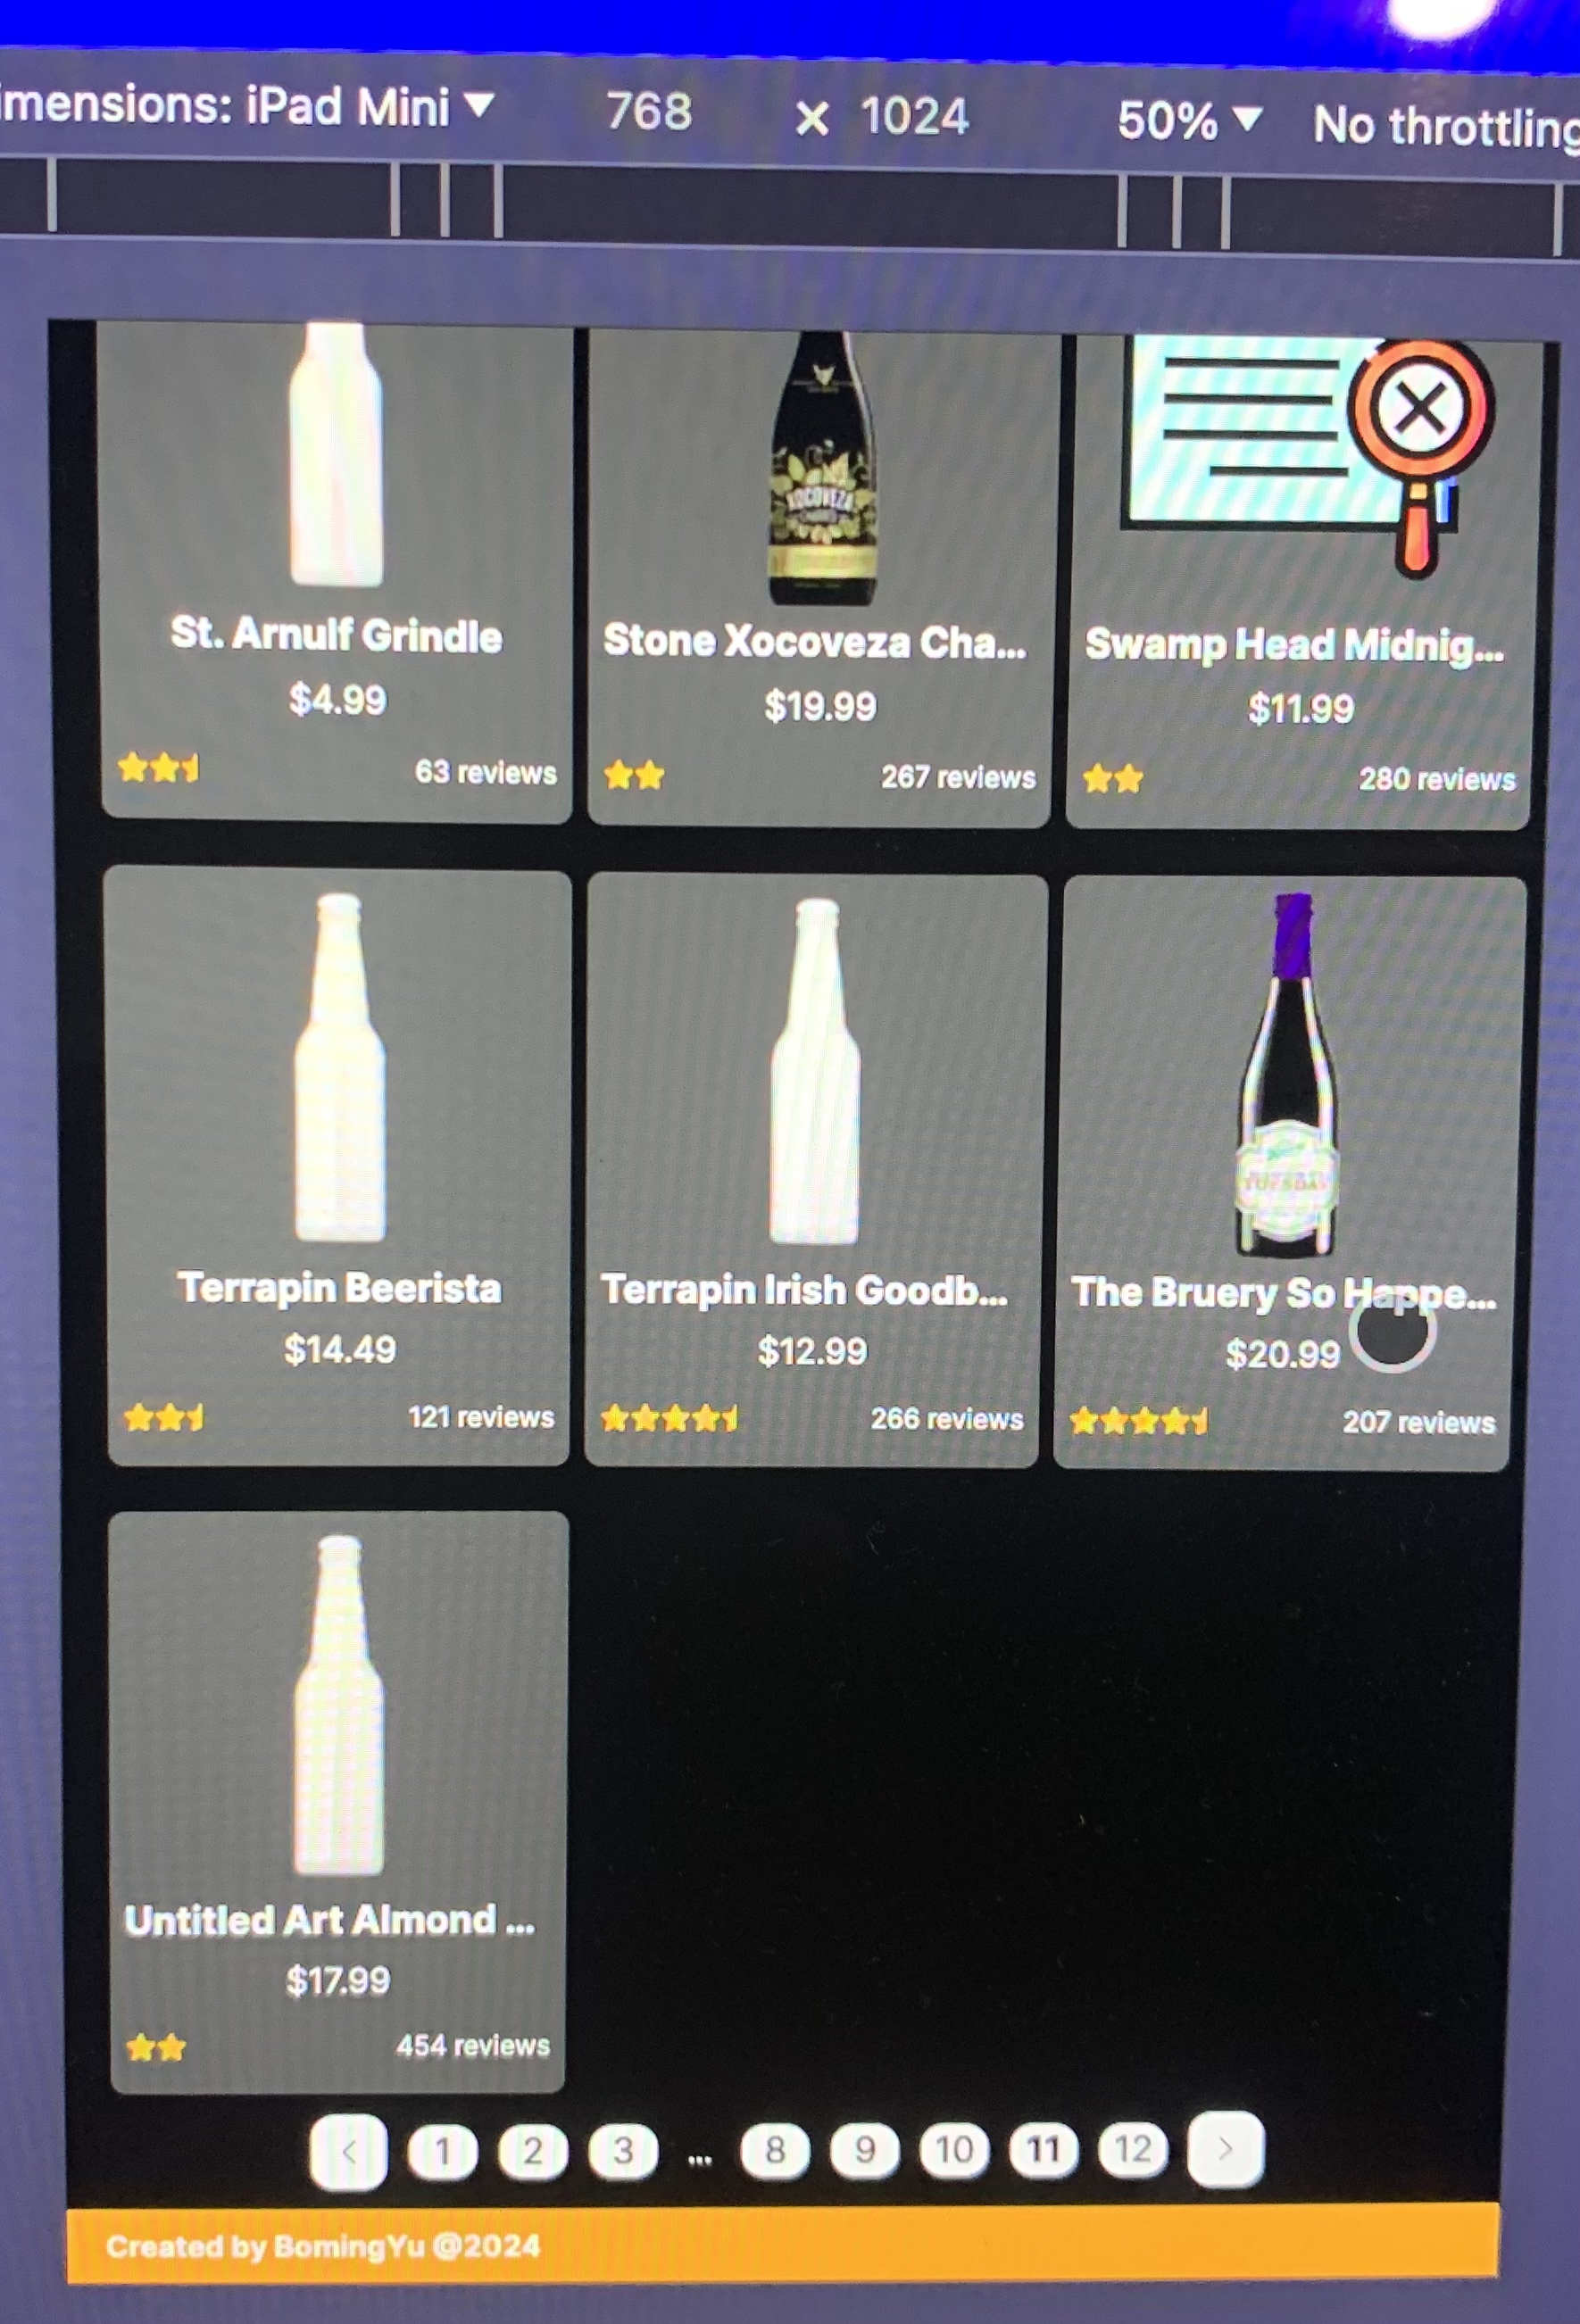 imensions: iPad Mini ▼ 768 × 1024 50% ▼ No throttling
XOCOVEZA
St. Arnulf Grindle
$4.99
63 reviews
Stone Xocoveza Cha...
$19.99
267 reviews
Swamp Head Midnig...
$11.99
280 reviews
Terrapin Beerista
$14.49
121 reviews
Terrapin Irish Goodb...
$12.99
266 reviews
TUESDAY
The Bruery So Happe...
$20.99
207 reviews
Untitled Art Almond ...
$17.99
454 reviews
< 1 2 3 ... 8 9 10 11 12 >
Created by BomingYu @2024